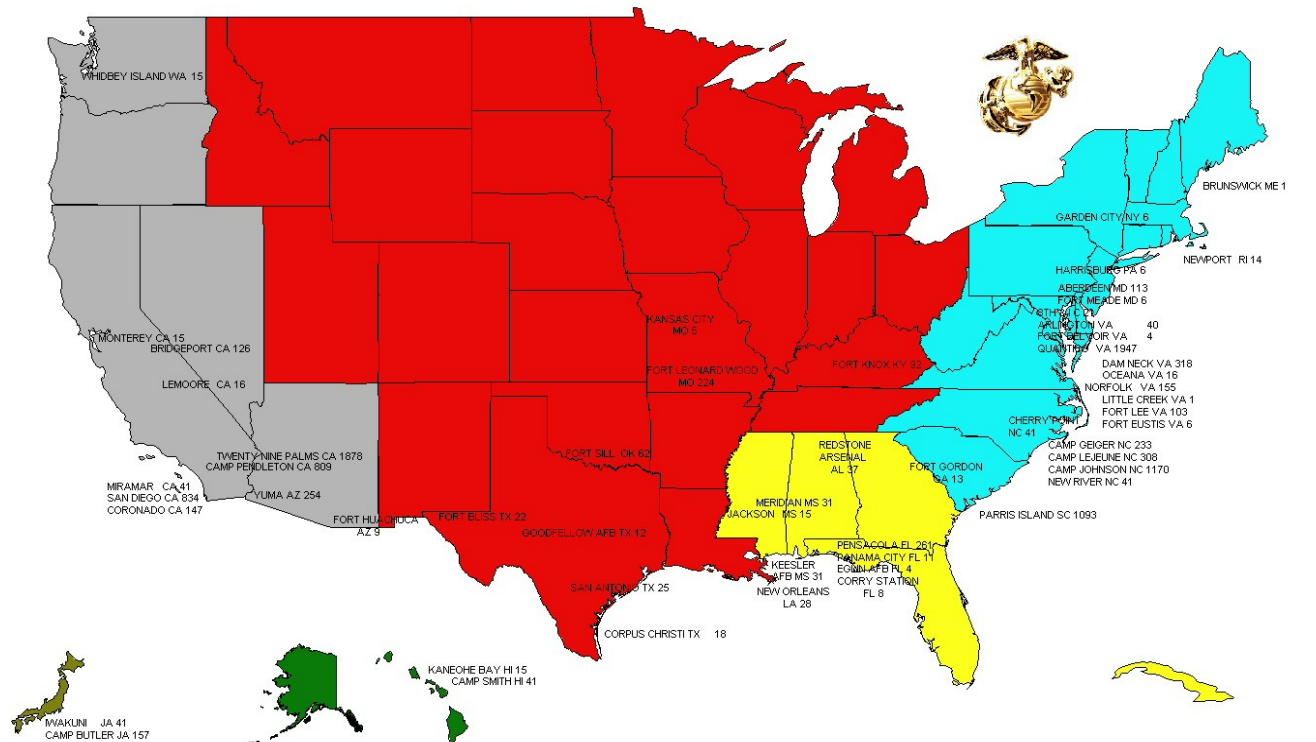 WHIDBEY ISLAND WA 15
BRUNSWICK ME 1
GARDEN CITY NY 6
NEWPORT RI 14
HARRISBURG PA 6
ABERDEEN MD 113
FORT MEADE MD 6
8TH &I C 21
ARLINGTON VA 40
FORT BELVOIR VA 4
QUANTICO VA 1947
KANSAS CITY
MO 6
MONTEREY CA 15
BRIDGEPORT CA 126
DAM NECK VA 318
OCEANA VA 16
NORFOLK VA 155
LITTLE CREEK VA 1
FORT LEE VA 103
FORT EUSTIS VA 6
FORT LEONARD WOOD
MO 224
FORT KNOX KY 92
LEMOORE CA 16
CHERRY POINT
NC 41
CAMP GEIGER NC 233
CAMP LEJEUNE NC 308
CAMP JOHNSON NC 1170
NEW RIVER NC 41
TWENTY NINE PALMS CA 1878
CAMP PENDLETON CA 809
FORT SILL OK 62
REDSTONE
ARSENAL
AL 37
FORT GORDON
GA 13
MIRAMAR CA 41
SAN DIEGO CA 834
CORONADO CA 147
YUMA AZ 254
MERIDIAN MS 31
JACKSON MS 15
PARRIS ISLAND SC 1093
FORT HUACHUCA
AZ 9
FORT BLISS TX 22
GOODFELLOW AFB TX 12
PENSACOLA FL 261
PANAMA CITY FL 11
EGLIN AFB FL 4
CORRY STATION
FL 8
KEESLER
AFB MS 31
NEW ORLEANS
LA 28
SAN ANTONIO TX 25
CORPUS CHRISTI TX 18
KANEOHE BAY HI 15
CAMP SMITH HI 41
IWAKUNI JA 41
CAMP BUTLER JA 157